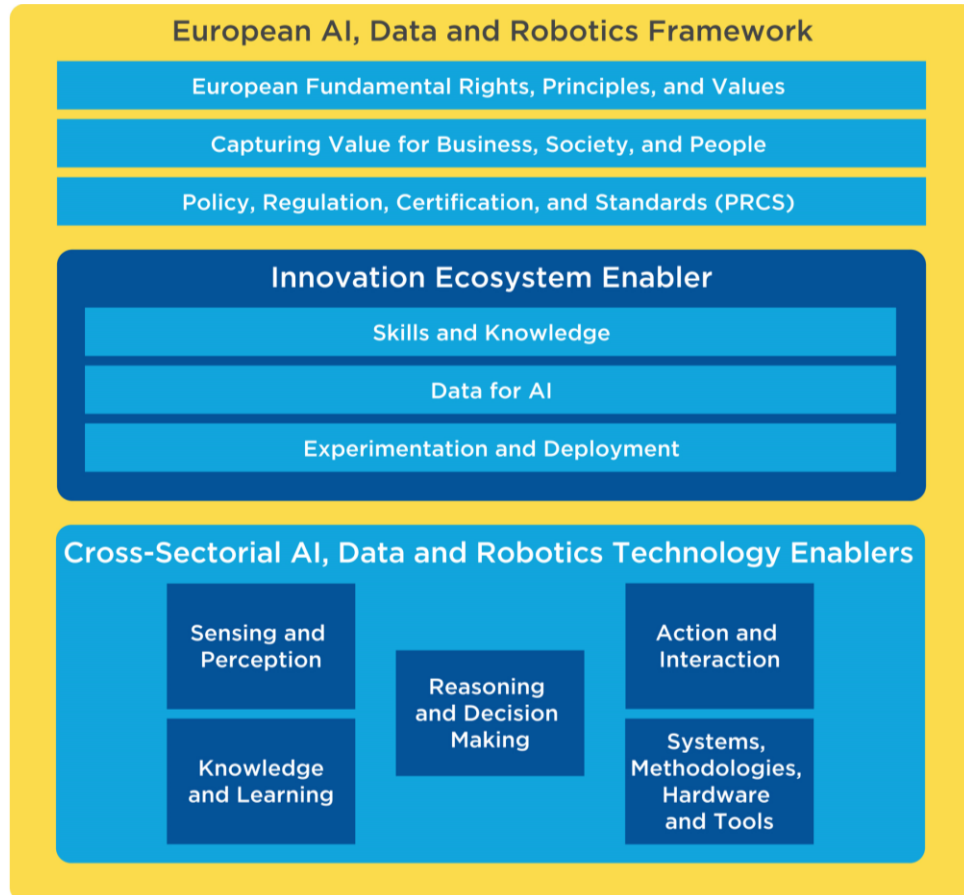 European AI, Data and Robotics Framework
European Fundamental Rights, Principles, and Values
Capturing Value for Business, Society, and People
Policy, Regulation, Certification, and Standards (PRCS)
Innovation Ecosystem Enabler
Skills and Knowledge
Data for AI
Experimentation and Deployment
Cross-Sectorial AI, Data and Robotics Technology Enablers
Sensing and
Perception
Knowledge
and Learning
Reasoning
and Decision
Making
Action and
Interaction
Systems,
Methodologies,
Hardware
and Tools